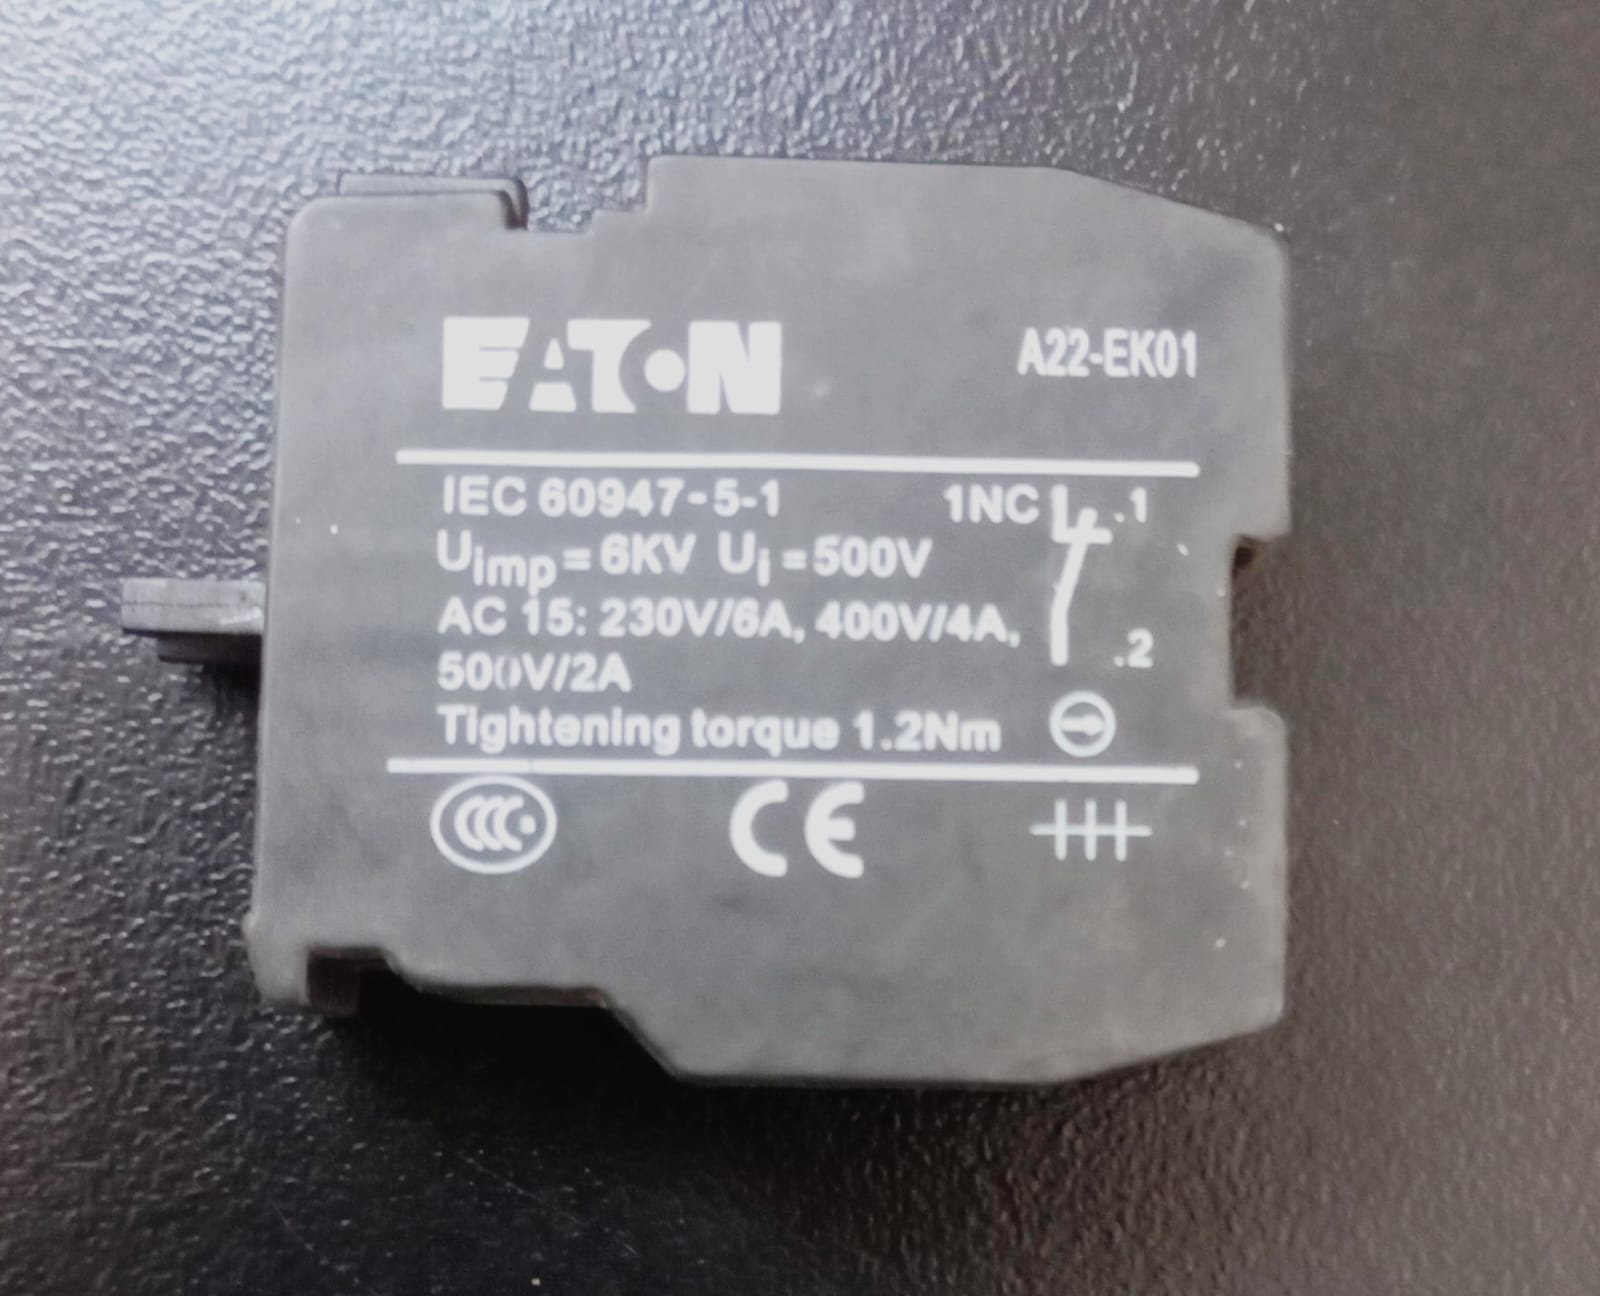 EATON A22-EK01
IEC 60947-5-1 1NC .1
Uimp=6KV Ui=500V
AC 15: 230V/6A, 400V/4A,
500V/2A .2
Tightening torque 1.2Nm
CCC CE